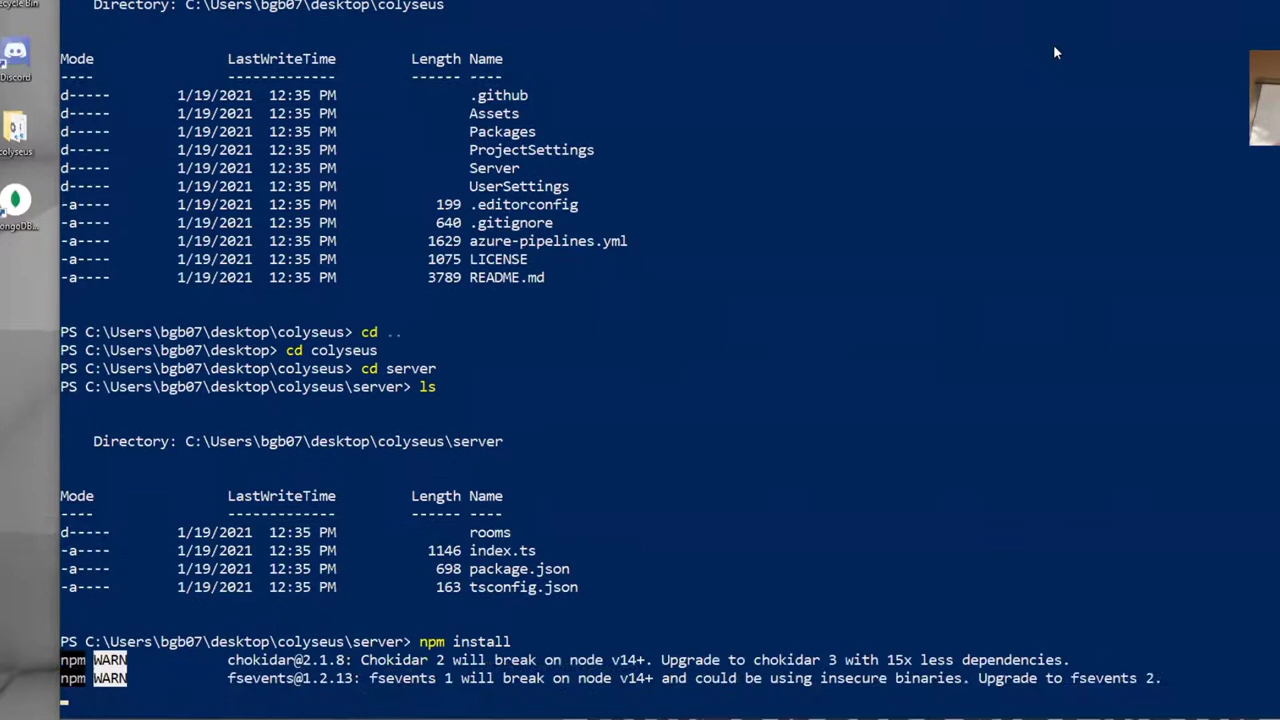 Recycle Bin
Directory: C:\Users\bgb07\desktop\colyseus
Mode LastWriteTime Length Name
---- ------------- ------ ----
d----- 1/19/2021 12:35 PM .github
d----- 1/19/2021 12:35 PM Assets
d----- 1/19/2021 12:35 PM Packages
d----- 1/19/2021 12:35 PM ProjectSettings
d----- 1/19/2021 12:35 PM Server
d----- 1/19/2021 12:35 PM UserSettings
-a---- 1/19/2021 12:35 PM 199 .editorconfig
-a---- 1/19/2021 12:35 PM 640 .gitignore
-a---- 1/19/2021 12:35 PM 1629 azure-pipelines.yml
-a---- 1/19/2021 12:35 PM 1075 LICENSE
-a---- 1/19/2021 12:35 PM 3789 README.md
PS C:\Users\bgb07\desktop\colyseus> cd ..
PS C:\Users\bgb07\desktop> cd colyseus
PS C:\Users\bgb07\desktop\colyseus> cd server
PS C:\Users\bgb07\desktop\colyseus\server> ls
Directory: C:\Users\bgb07\desktop\colyseus\server
Mode LastWriteTime Length Name
---- ------------- ------ ----
d----- 1/19/2021 12:35 PM rooms
-a---- 1/19/2021 12:35 PM 1146 index.ts
-a---- 1/19/2021 12:35 PM 698 package.json
-a---- 1/19/2021 12:35 PM 163 tsconfig.json
PS C:\Users\bgb07\desktop\colyseus\server> npm install
npm WARN chokidar@2.1.8: Chokidar 2 will break on node v14+. Upgrade to chokidar 3 with 15x less dependencies.
npm WARN fsevents@1.2.13: fsevents 1 will break on node v14+ and could be using insecure binaries. Upgrade to fsevents 2.
Discord
colyseus
ongoDB...